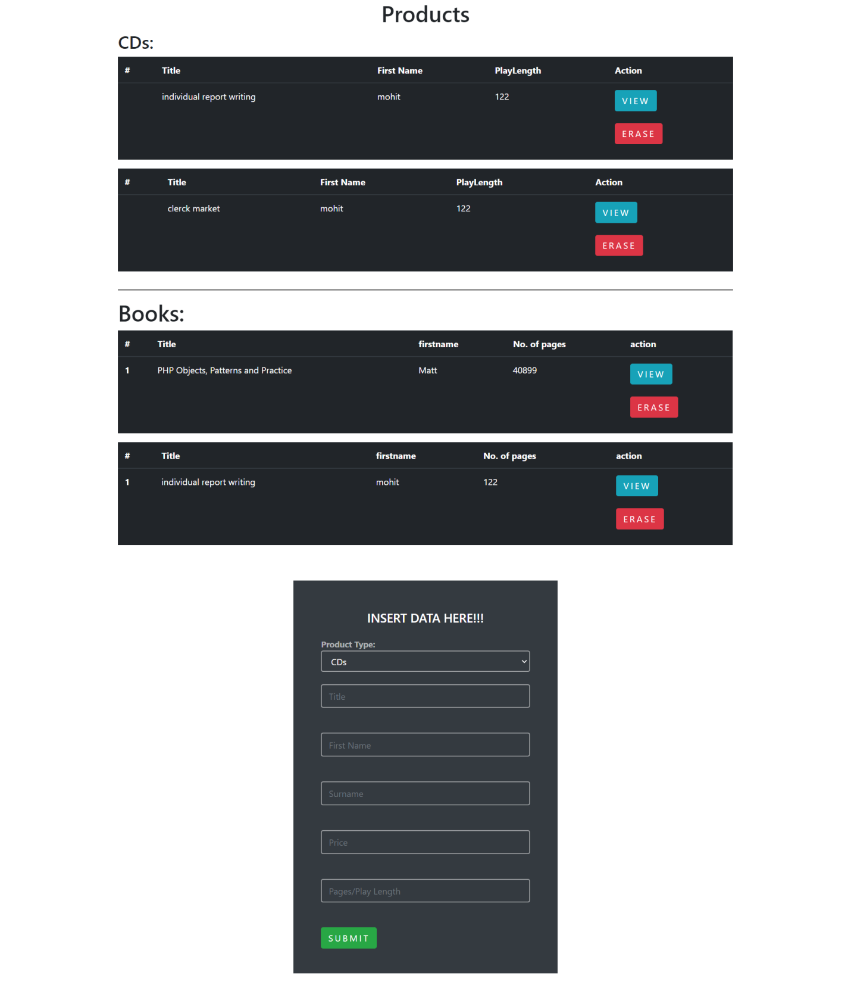 Products
CDs:
# Title First Name PlayLength Action
individual report writing mohit 122 VIEW
ERASE
# Title First Name PlayLength Action
clerck market mohit 122 VIEW
ERASE
Books:
# Title firstname No. of pages action
1 PHP Objects, Patterns and Practice Matt 40899 VIEW
ERASE
# Title firstname No. of pages action
1 individual report writing mohit 122 VIEW
ERASE
INSERT DATA HERE!!!
Product Type:
CDs
Title
First Name
Surname
Price
Pages/Play Length
SUBMIT